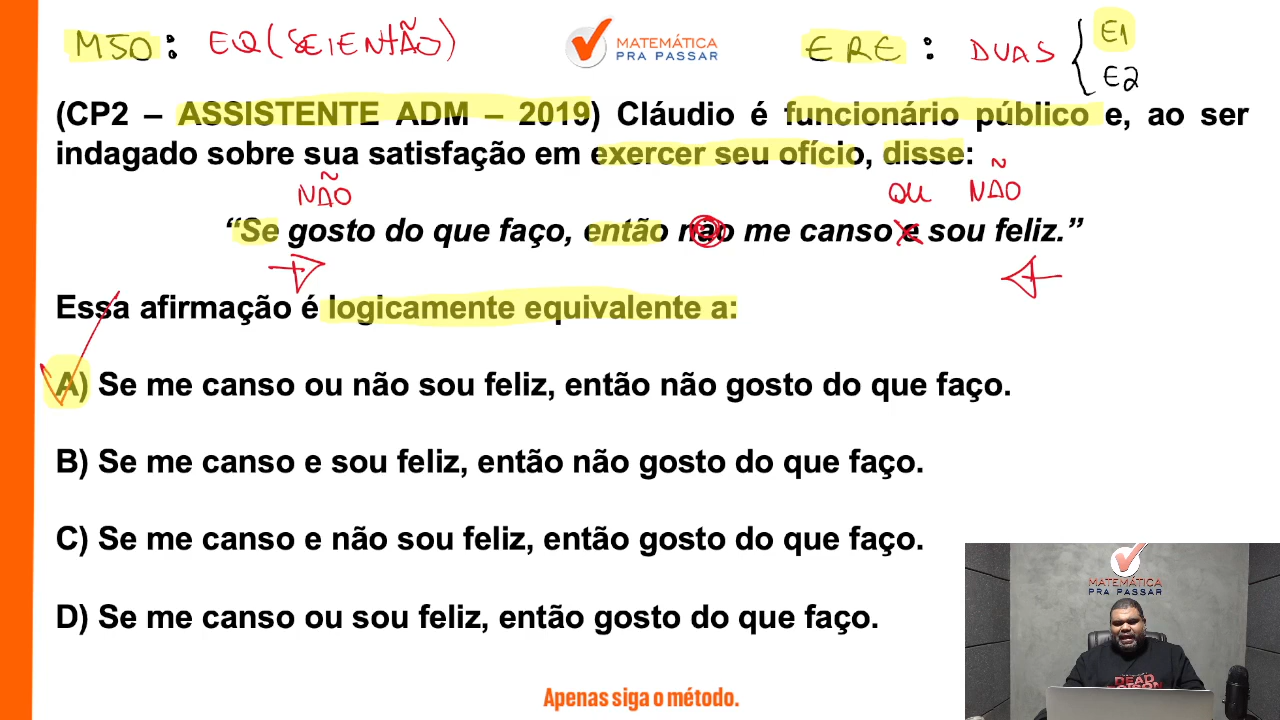 MSO: EQ(SEIENTÃO)
MATEMÁTICA
PRA PASSAR
ERE: DUAS { E1
E2
(CP2 – ASSISTENTE ADM – 2019) Cláudio é funcionário público e, ao ser
indagado sobre sua satisfação em exercer seu ofício, disse:
NÃO OU NÃO
“Se gosto do que faço, então não me canso e sou feliz.”
Essa afirmação é logicamente equivalente a:
A) Se me canso ou não sou feliz, então não gosto do que faço.
B) Se me canso e sou feliz, então não gosto do que faço.
C) Se me canso e não sou feliz, então gosto do que faço.
D) Se me canso ou sou feliz, então gosto do que faço.
MATEMÁTICA
PRA PASSAR
DEAD
Apenas siga o método.